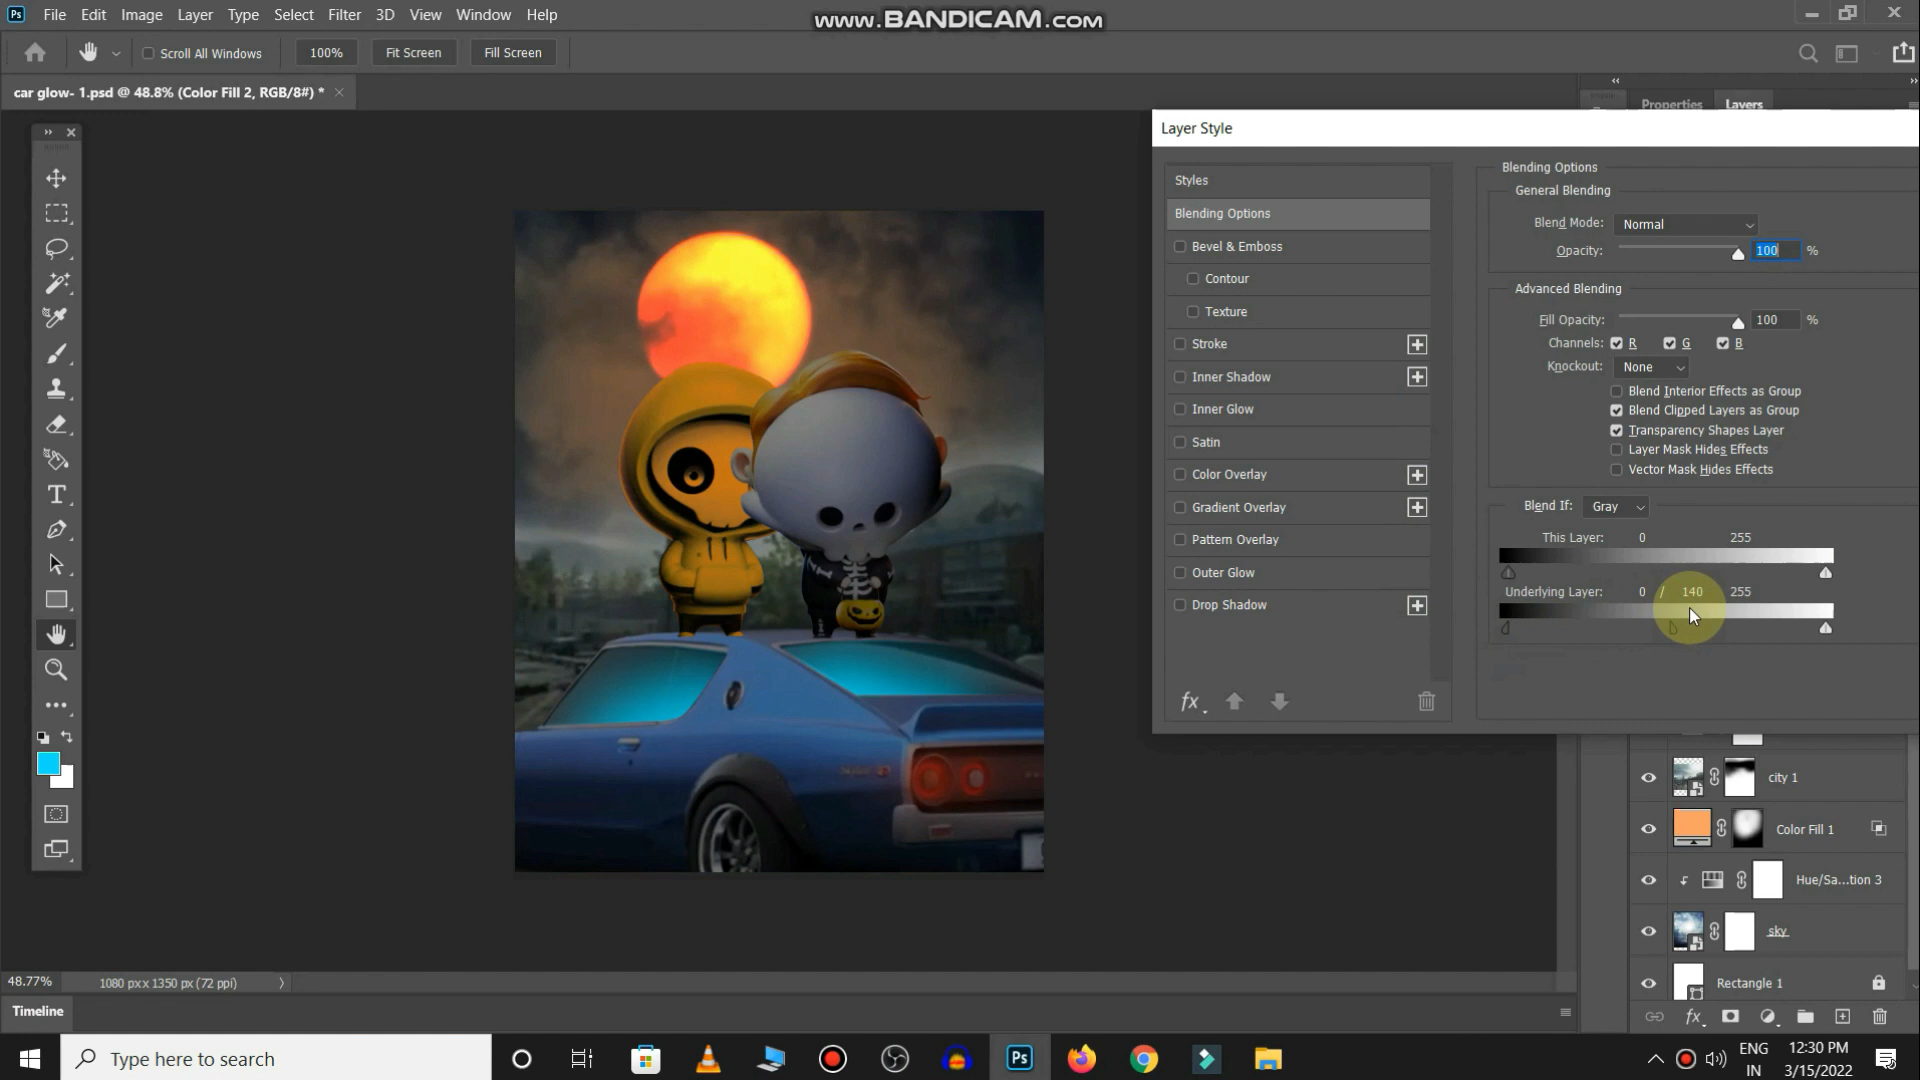 Ps File Edit Image Layer Type Select Filter 3D View Window Help
www.BANDICAM.com
Scroll All Windows 100% Fit Screen Fill Screen
car glow- 1.psd @ 48.8% (Color Fill 2, RGB/8#) *
Properties Layers
Layer Style
Styles
Blending Options
Bevel & Emboss
Contour
Texture
Stroke
Inner Shadow
Inner Glow
Satin
Color Overlay
Gradient Overlay
Pattern Overlay
Outer Glow
Drop Shadow
fx
Blending Options
General Blending
Blend Mode: Normal
Opacity: 100 %
Advanced Blending
Fill Opacity: 100 %
Channels: R G B
Knockout: None
Blend Interior Effects as Group
Blend Clipped Layers as Group
Transparency Shapes Layer
Layer Mask Hides Effects
Vector Mask Hides Effects
Blend If: Gray
This Layer: 0 255
Underlying Layer: 0 / 140 255
city 1
Color Fill 1
Hue/Sa...tion 3
sky
Rectangle 1
fx
48.77% 1080 px x 1350 px (72 ppi)
Timeline
Type here to search
Ps
ENG
IN
12:30 PM
3/15/2022